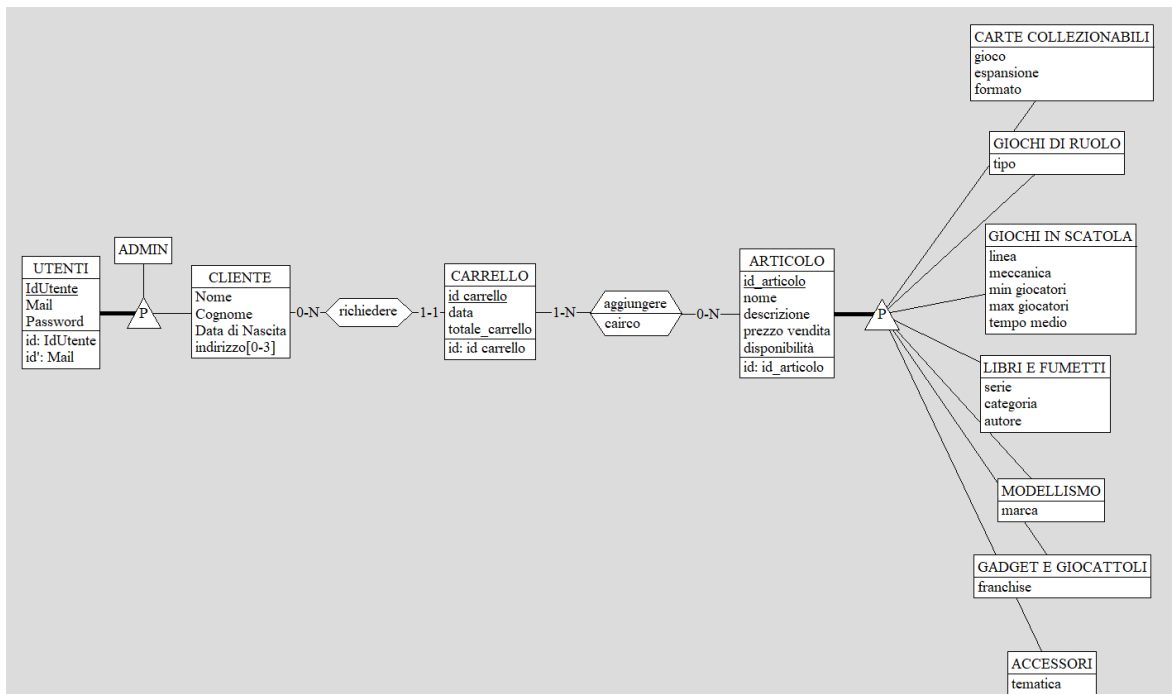 UTENTI
IdUtente
Mail
Password
id: IdUtente
id': Mail
ADMIN
P
CLIENTE
Nome
Cognome
Data di Nascita
indirizzo[0-3]
0-N
richiedere
1-1
CARRELLO
id carrello
data
totale_carrello
id: id carrello
1-N
aggiungere
cairco
0-N
ARTICOLO
id_articolo
nome
descrizione
prezzo vendita
disponibilità
id: id_articolo
P
CARTE COLLEZIONABILI
gioco
espansione
formato
GIOCHI DI RUOLO
tipo
GIOCHI IN SCATOLA
linea
meccanica
min giocatori
max giocatori
tempo medio
LIBRI E FUMETTI
serie
categoria
autore
MODELLISMO
marca
GADGET E GIOCATTOLI
franchise
ACCESSORI
tematica